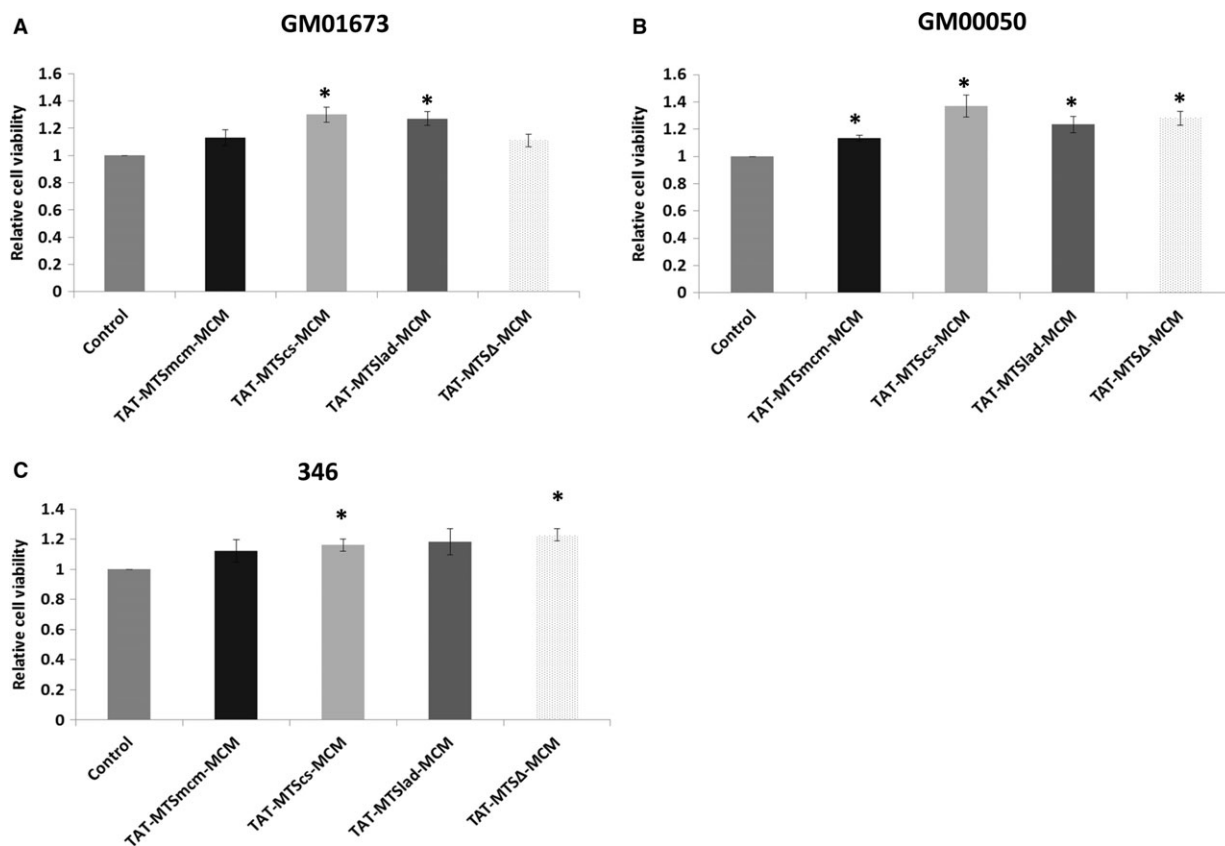 A
GM01673
Relative cell viability
1.6
1.4
1.2
1
0.8
0.6
0.4
0.2
0
*
*
Control
TAT-MTSmcm-MCM
TAT-MTScs-MCM
TAT-MTSlad-MCM
TAT-MTSΔ-MCM
B
GM00050
Relative cell viability
1.6
1.4
1.2
1
0.8
0.6
0.4
0.2
0
*
*
*
*
Control
TAT-MTSmcm-MCM
TAT-MTScs-MCM
TAT-MTSlad-MCM
TAT-MTSΔ-MCM
C
346
Relative cell viability
1.4
1.2
1
0.8
0.6
0.4
0.2
0
*
*
Control
TAT-MTSmcm-MCM
TAT-MTScs-MCM
TAT-MTSlad-MCM
TAT-MTSΔ-MCM